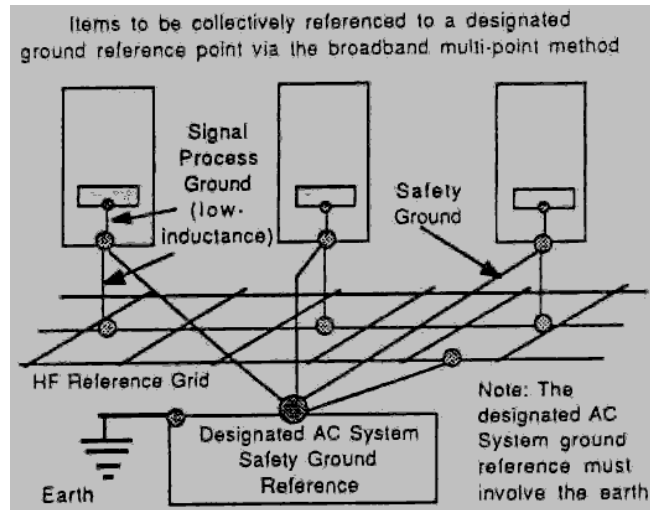 Items to be collectively referenced to a designated
ground reference point via the broadband multi-point method
Signal
Process
Ground
(low-
inductance)
Safety
Ground
HF Reference Grid
Designated AC System
Safety Ground
Reference
Earth
Note: The
designated AC
System ground
reference must
involve the earth